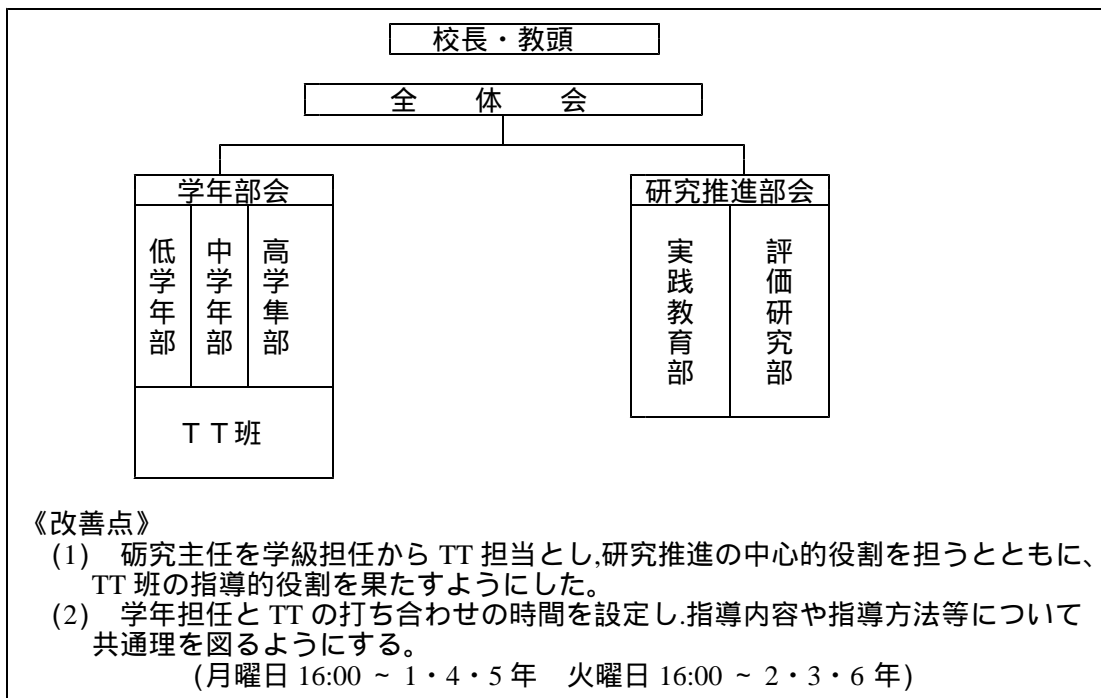 校長・教頭
全　体　会
学年部会
研究推進部会
低学年部
中学年部
高学隼部
実践教育部
評価研究部
ＴＴ班
《改善点》
(1)　砺究主任を学級担任から TT 担当とし,研究推進の中心的役割を担うとともに、
TT 班の指導的役割を果たすようにした。
(2)　学年担任と TT の打ち合わせの時間を設定し.指導内容や指導方法等について
共通理を図るようにする。
(月曜日 16:00 ~ 1・4・5 年　火曜日 16:00 ~ 2・3・6 年)